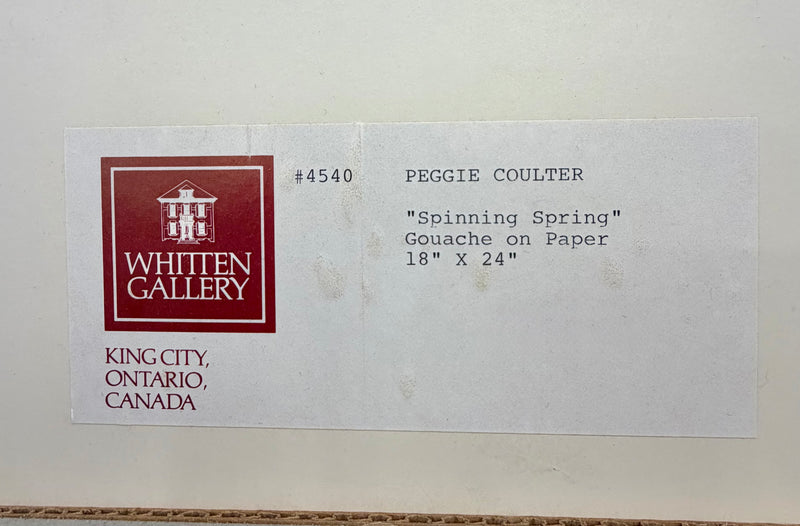 WHITTEN
GALLERY
KING CITY,
ONTARIO,
CANADA
#4540
PEGGIE COULTER
"Spinning Spring"
Gouache on Paper
18" X 24"